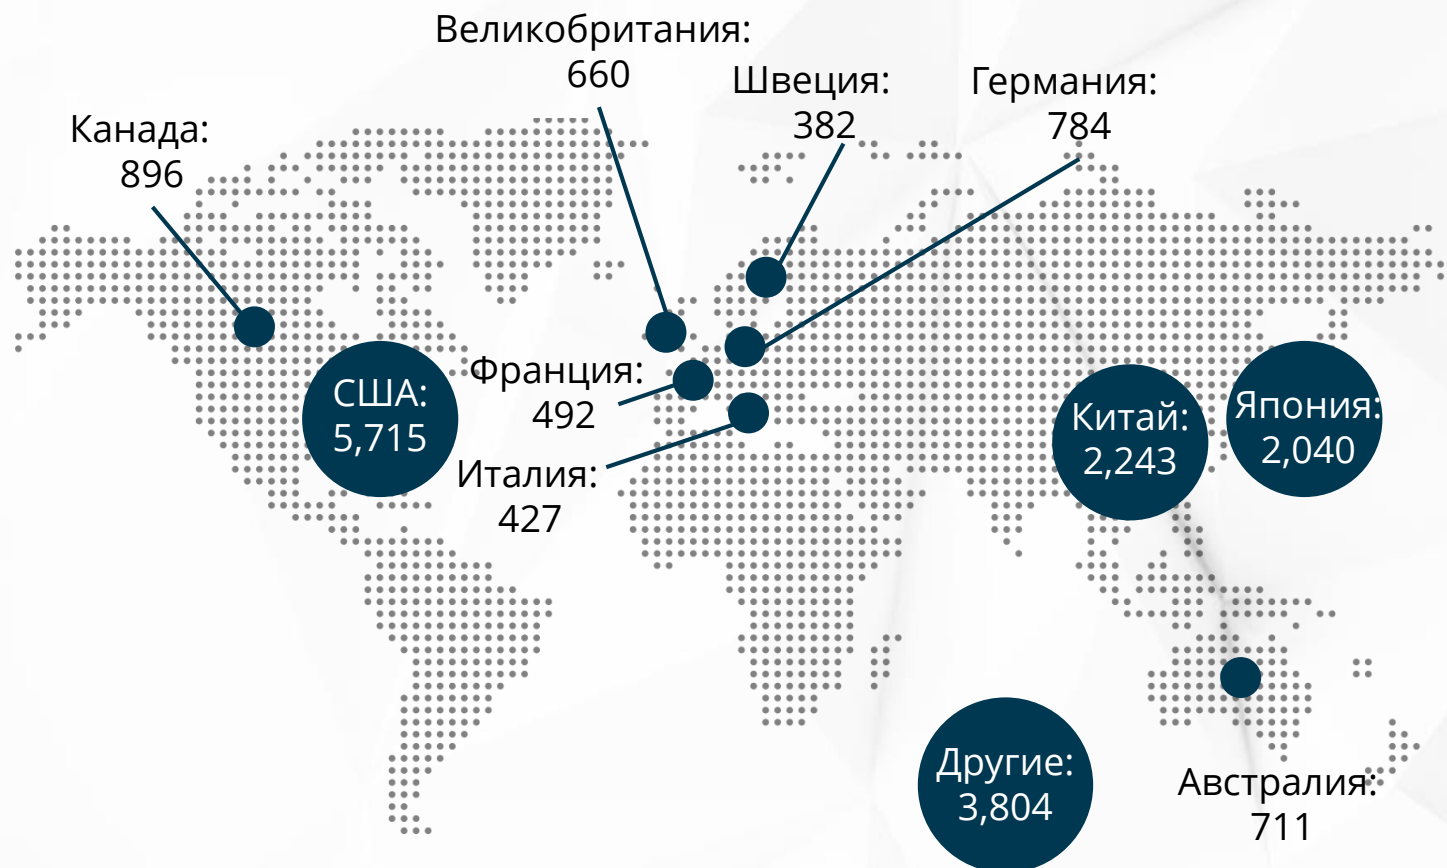 Великобритания:
660
Швеция:
382
Германия:
784
Канада:
896
Франция:
492
США:
5,715
Италия:
427
Китай:
2,243
Япония:
2,040
Другие:
3,804
Австралия:
711